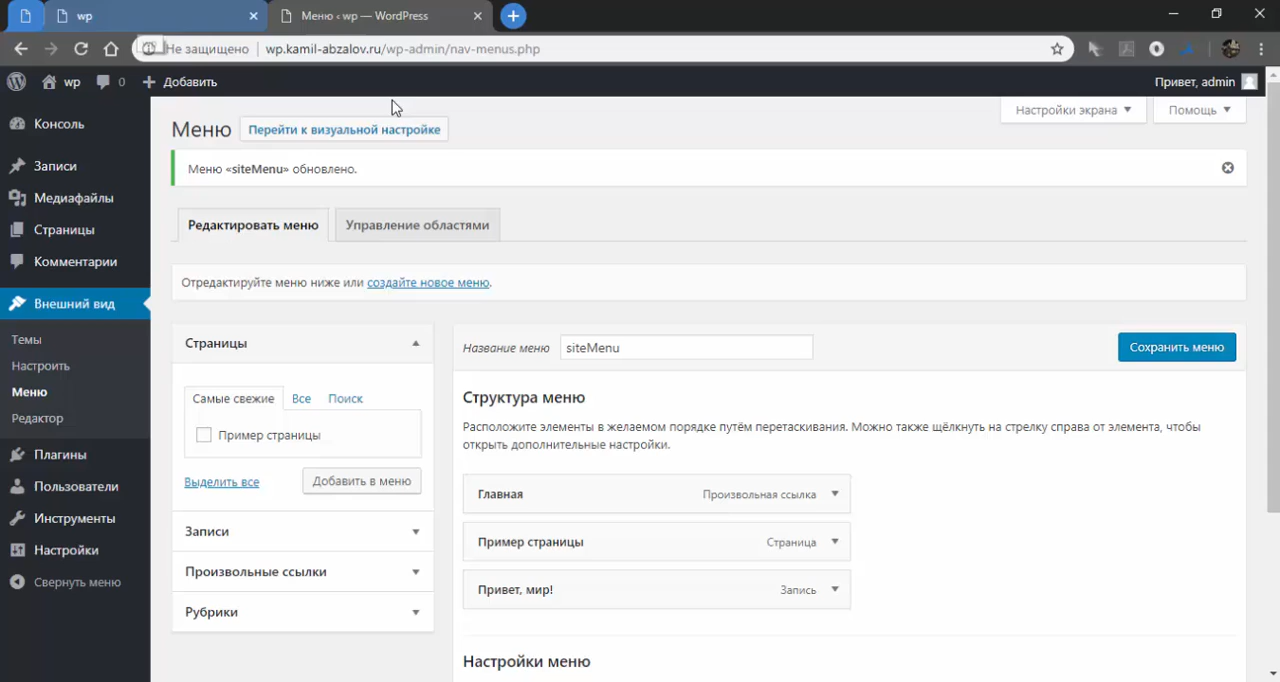 wp
Меню ‹ wp — WordPress
Не защищено | wp.kamil-abzalov.ru/wp-admin/nav-menus.php
wp 0 Добавить Привет, admin
Консоль
Записи
Медиафайлы
Страницы
Комментарии
Внешний вид
Темы
Настроить
Меню
Редактор
Плагины
Пользователи
Инструменты
Настройки
Свернуть меню
Настройки экрана
Помощь
Меню
Перейти к визуальной настройке
Меню «siteMenu» обновлено.
Редактировать меню
Управление областями
Отредактируйте меню ниже или создайте новое меню.
Страницы
Самые свежие Все Поиск
Пример страницы
Выделить все
Добавить в меню
Записи
Произвольные ссылки
Рубрики
Название меню siteMenu
Сохранить меню
Структура меню
Расположите элементы в желаемом порядке путём перетаскивания. Можно также щёлкнуть на стрелку справа от элемента, чтобы
открыть дополнительные настройки.
Главная Произвольная ссылка
Пример страницы Страница
Привет, мир! Запись
Настройки меню